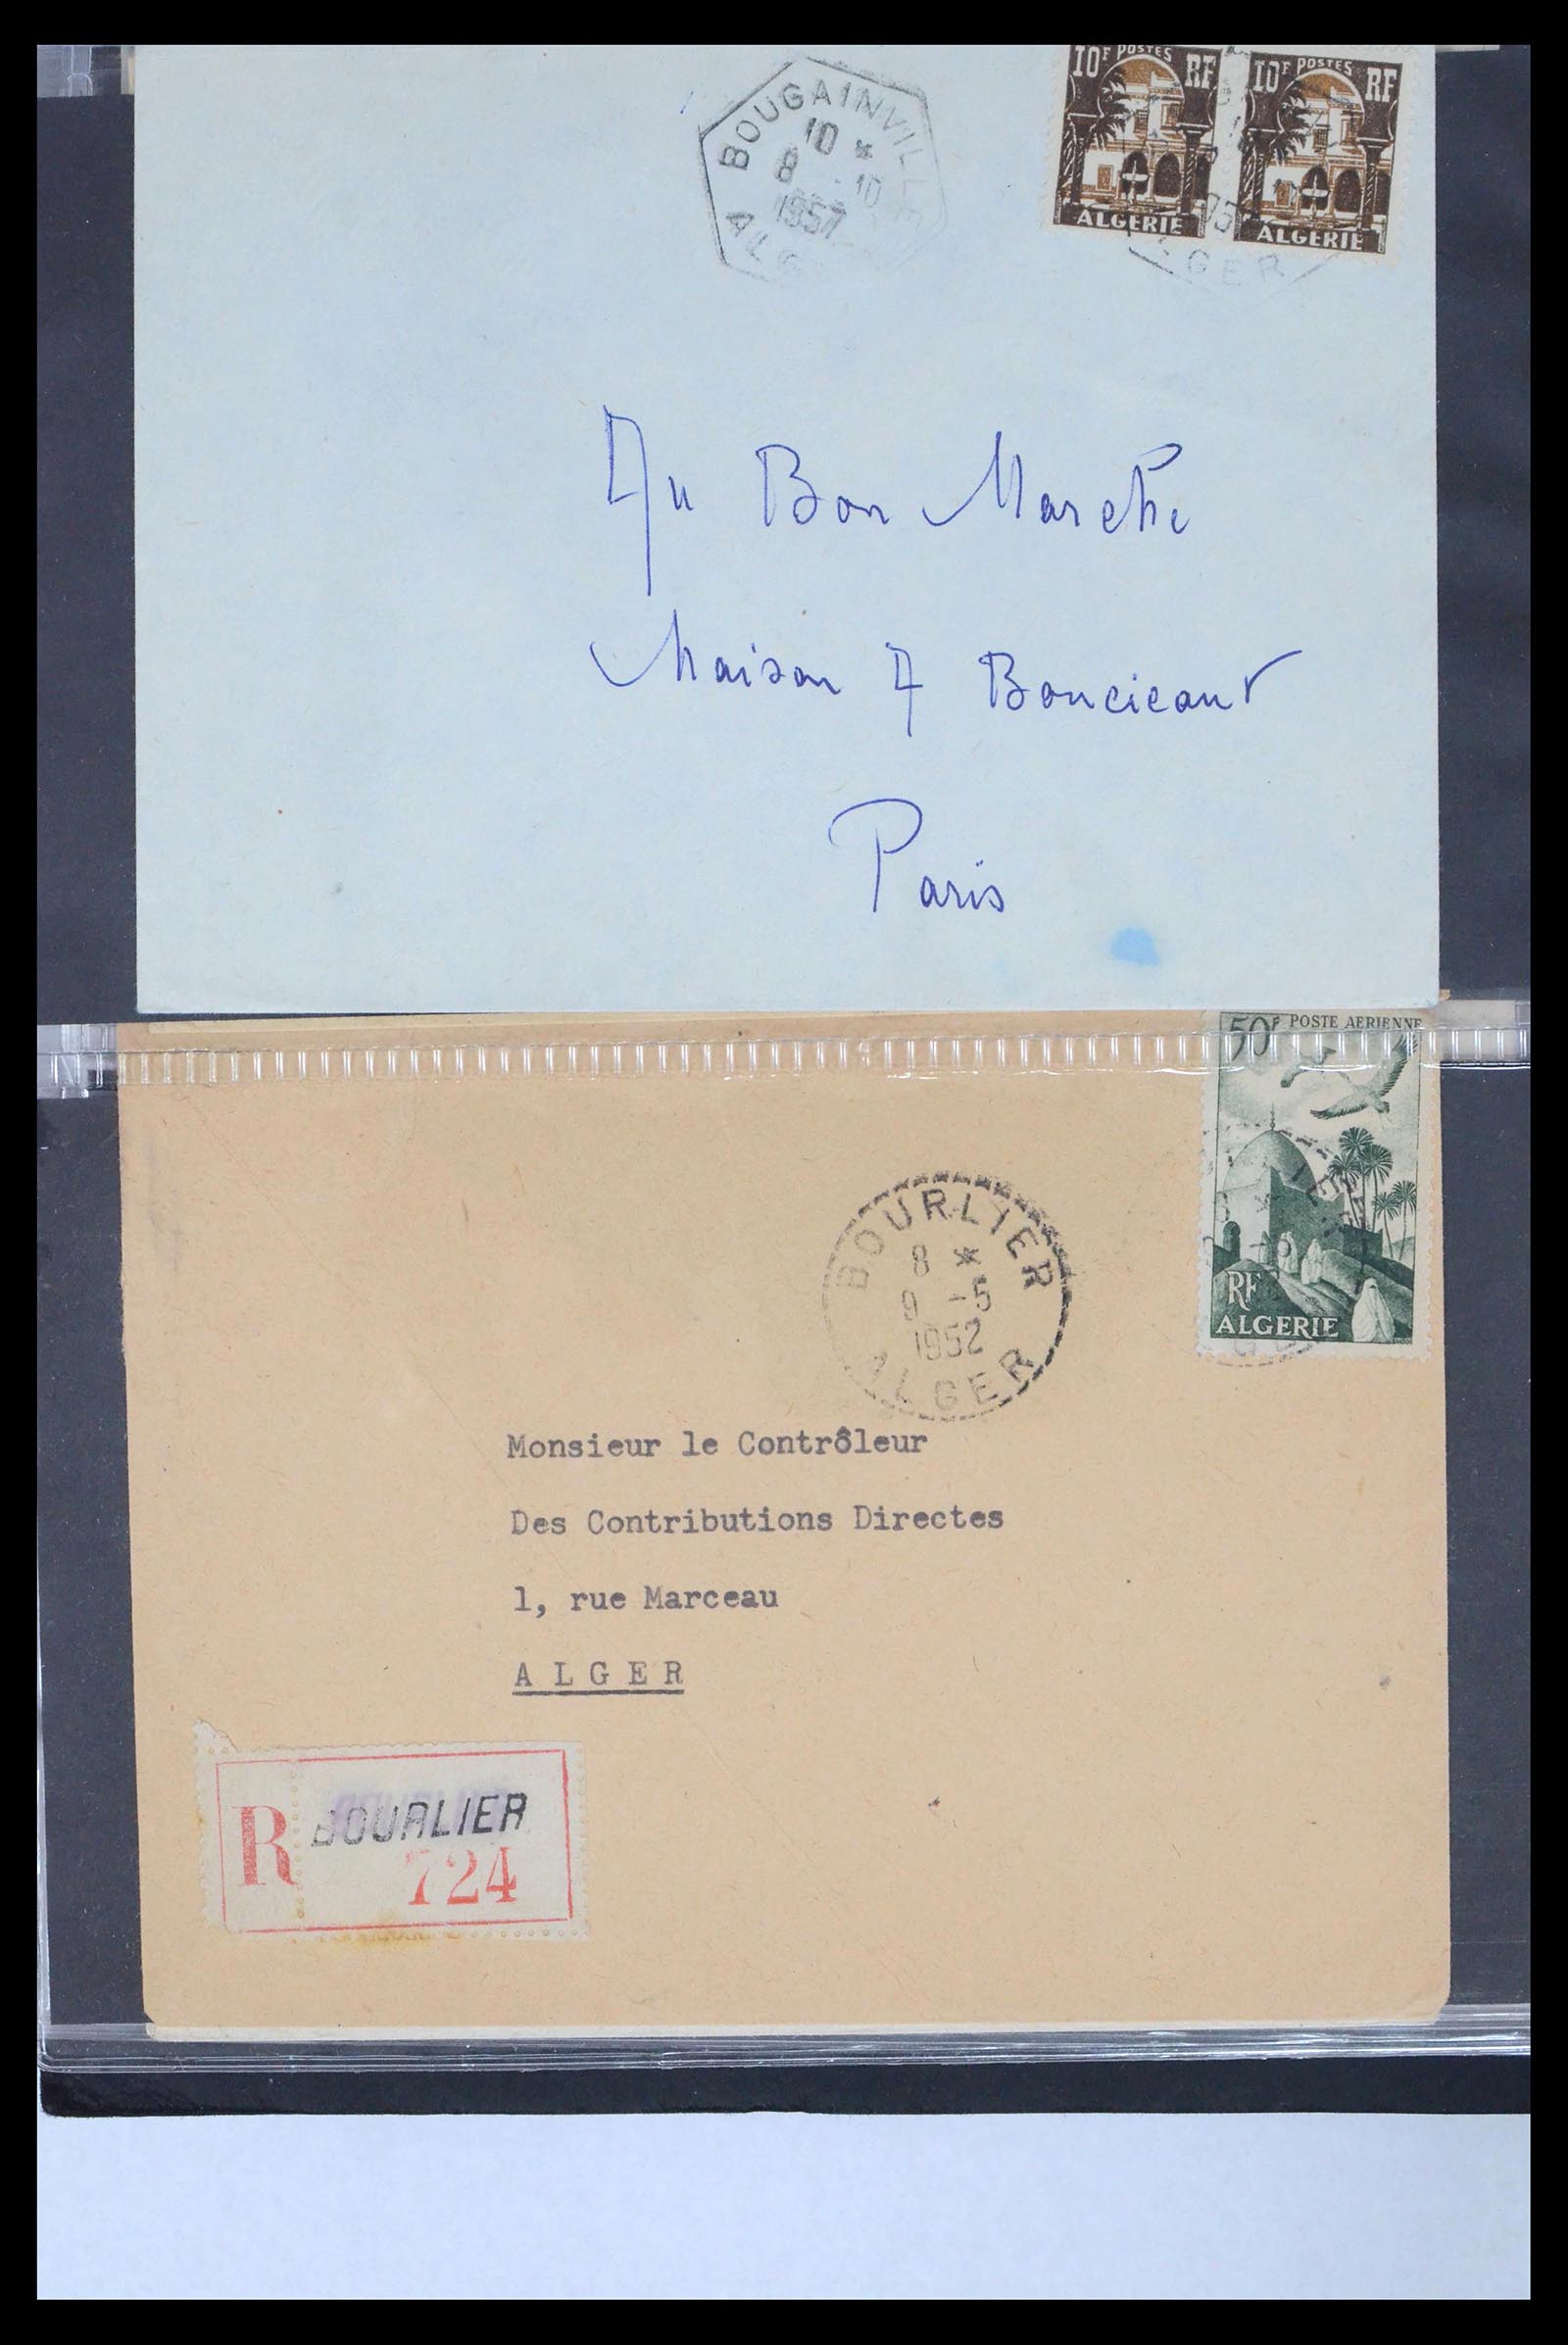 BOUGAINVILLE
10 *
8 -10
1957
ALG
10F POSTES RF
ALGERIE
10F POSTES RF
ALGERIE
LGER
Au Bon Marché
Maison A Boucicaut
Paris
50F POSTE AERIENNE
RF
ALGERIE
BOURLIER
8 *
9 -5
1952
ALGER
Monsieur le Contrôleur
Des Contributions Directes
1, rue Marceau
A L G E R
R BOURLIER
724